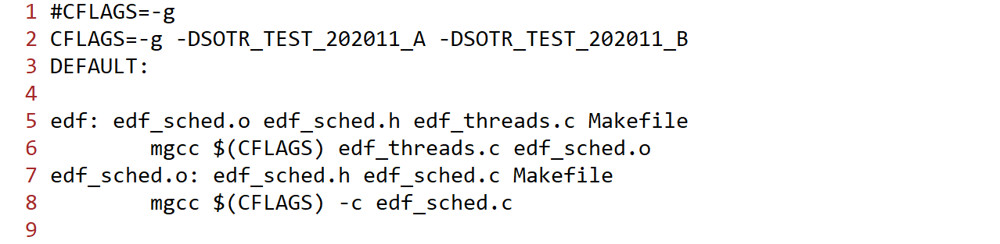 1 #CFLAGS=-g
2 CFLAGS=-g -DSOTR_TEST_202011_A -DSOTR_TEST_202011_B
3 DEFAULT:
4
5 edf: edf_sched.o edf_sched.h edf_threads.c Makefile
6         mgcc $(CFLAGS) edf_threads.c edf_sched.o
7 edf_sched.o: edf_sched.h edf_sched.c Makefile
8         mgcc $(CFLAGS) -c edf_sched.c
9